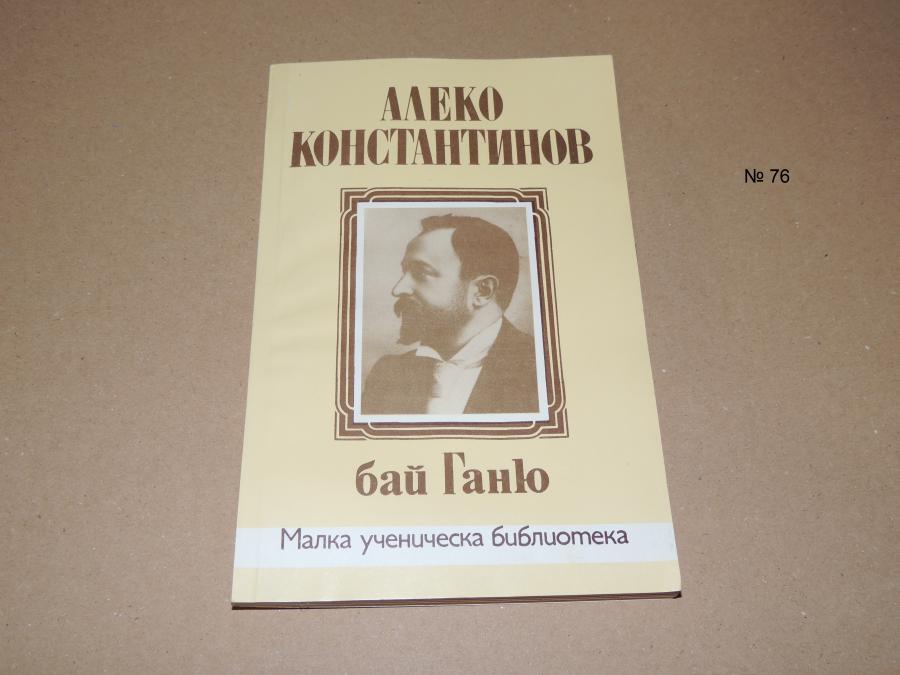 АЛЕКО
КОНСТАНТИНОВ
№ 76
бай Ганю
Малка ученическа библиотека